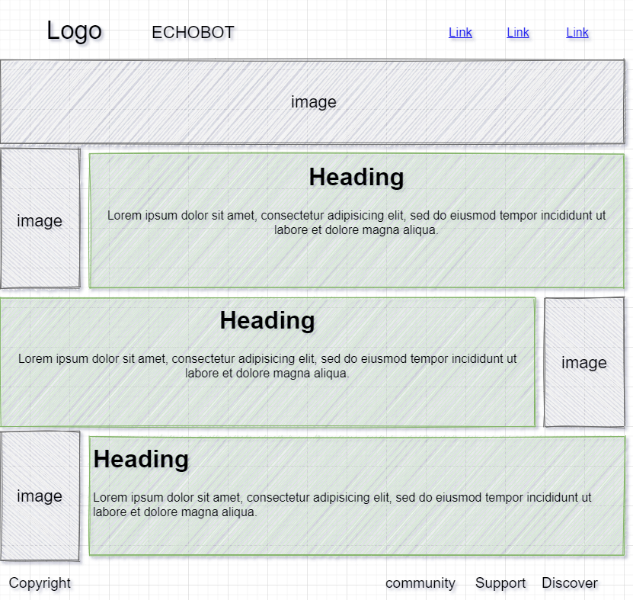 Logo ECHOBOT Link Link Link
image
image
Heading
Lorem ipsum dolor sit amet, consectetur adipisicing elit, sed do eiusmod tempor incididunt ut
labore et dolore magna aliqua.
Heading
Lorem ipsum dolor sit amet, consectetur adipisicing elit, sed do eiusmod tempor incididunt ut
labore et dolore magna aliqua.
image
image
Heading
Lorem ipsum dolor sit amet, consectetur adipisicing elit, sed do eiusmod tempor incididunt ut
labore et dolore magna aliqua.
Copyright community Support Discover